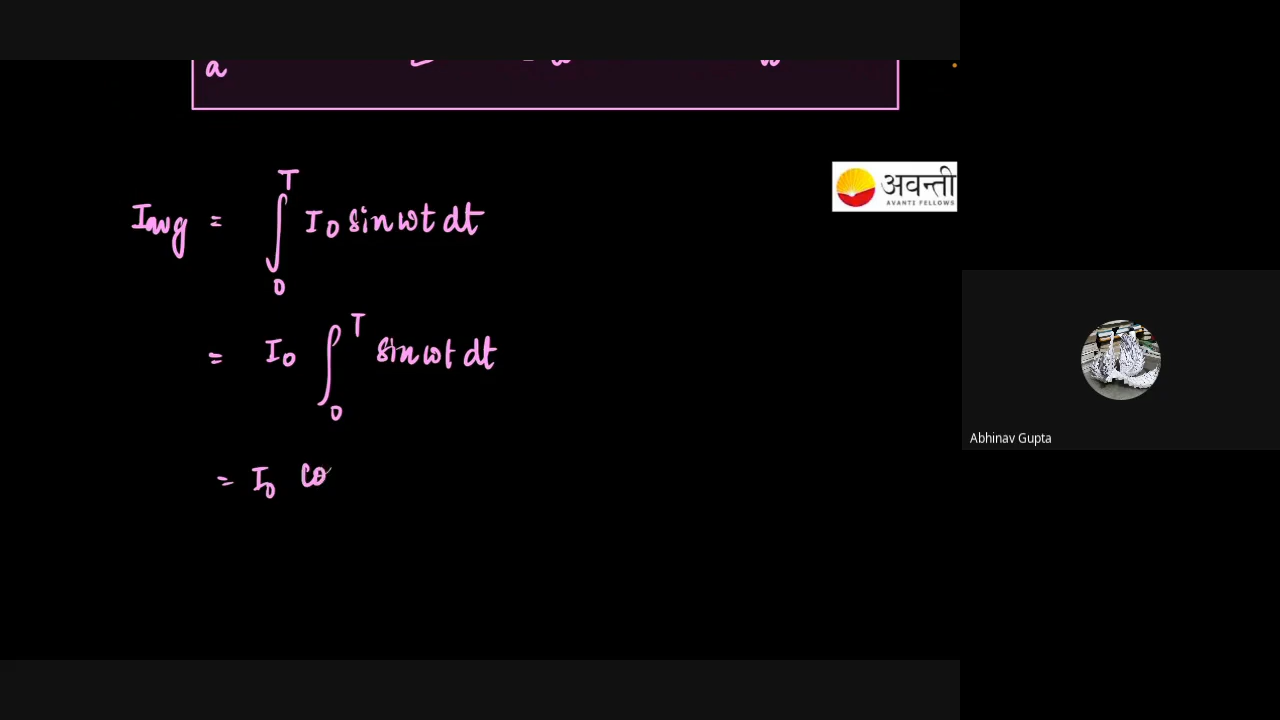 a
Iavg = ∫₀ᵀ I₀ sin ωt dt
अवन्ती
AVANTI FELLOWS
= I₀ ∫₀ᵀ sin ωt dt
Abhinav Gupta
= I₀ co